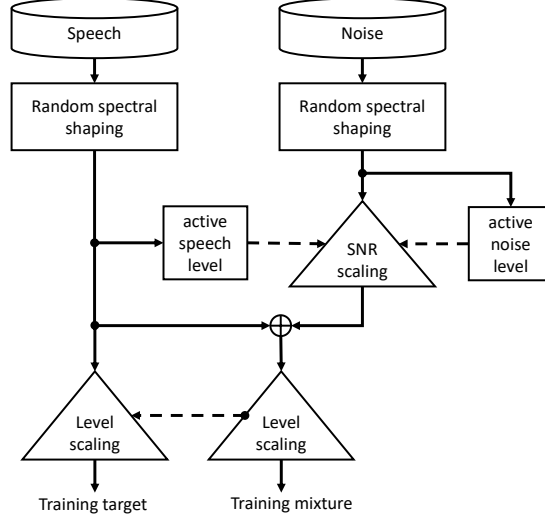 Speech
Noise
Random spectral
shaping
Random spectral
shaping
active
speech
level
SNR
scaling
active
noise
level
Level
scaling
Level
scaling
Training target
Training mixture